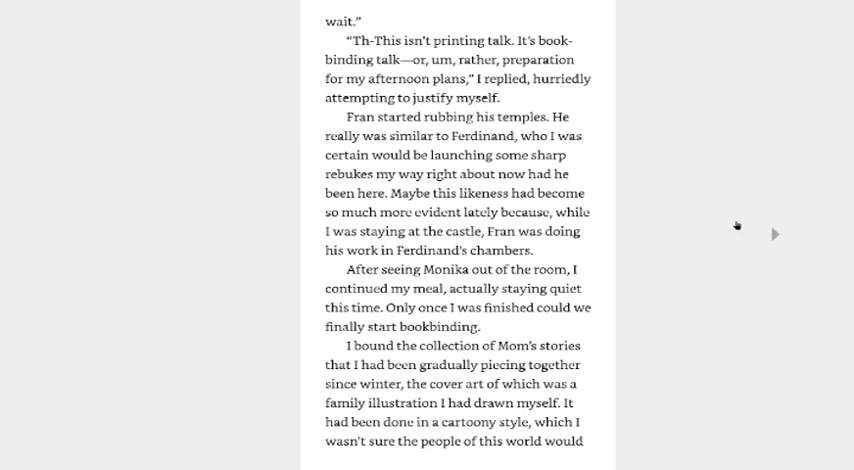 wait.”
“Th-This isn’t printing talk. It’s book-
binding talk—or, um, rather, preparation
for my afternoon plans,” I replied, hurriedly
attempting to justify myself.
Fran started rubbing his temples. He
really was similar to Ferdinand, who I was
certain would be launching some sharp
rebukes my way right about now had he
been here. Maybe this likeness had become
so much more evident lately because, while
I was staying at the castle, Fran was doing
his work in Ferdinand’s chambers.
After seeing Monika out of the room, I
continued my meal, actually staying quiet
this time. Only once I was finished could we
finally start bookbinding.
I bound the collection of Mom’s stories
that I had been gradually piecing together
since winter, the cover art of which was a
family illustration I had drawn myself. It
had been done in a cartoony style, which I
wasn’t sure the people of this world would